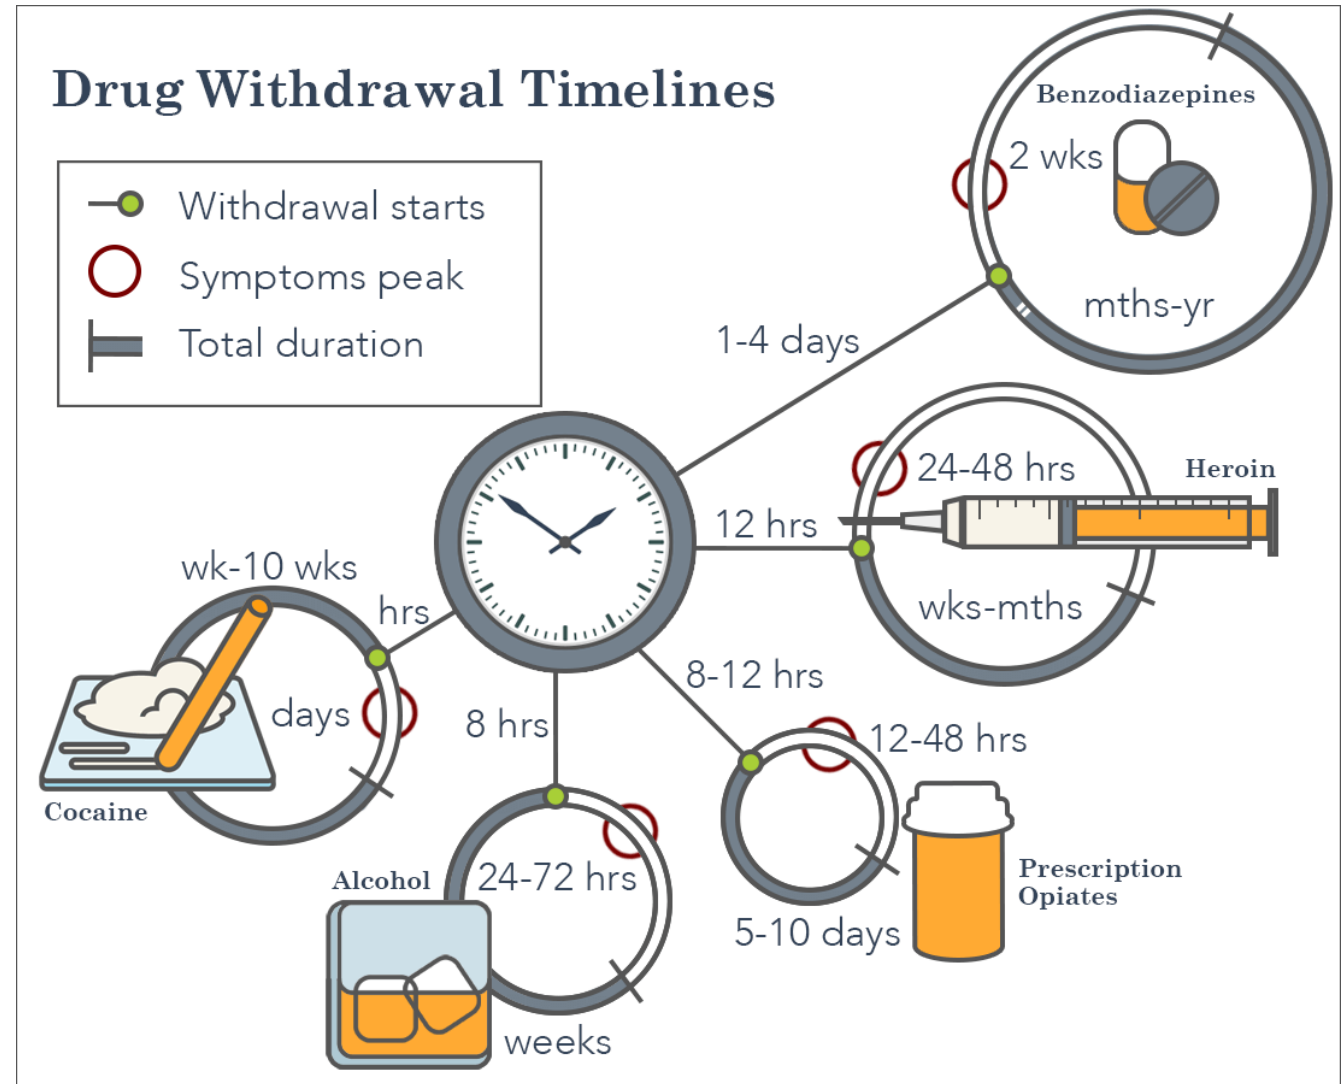 Drug Withdrawal Timelines
Withdrawal starts
Symptoms peak
Total duration
Benzodiazepines
2 wks
mths-yr
1-4 days
24-48 hrs
Heroin
12 hrs
wks-mths
wk-10 wks
hrs
days
Cocaine
8 hrs
24-72 hrs
Alcohol
weeks
8-12 hrs
12-48 hrs
Prescription
Opiates
5-10 days